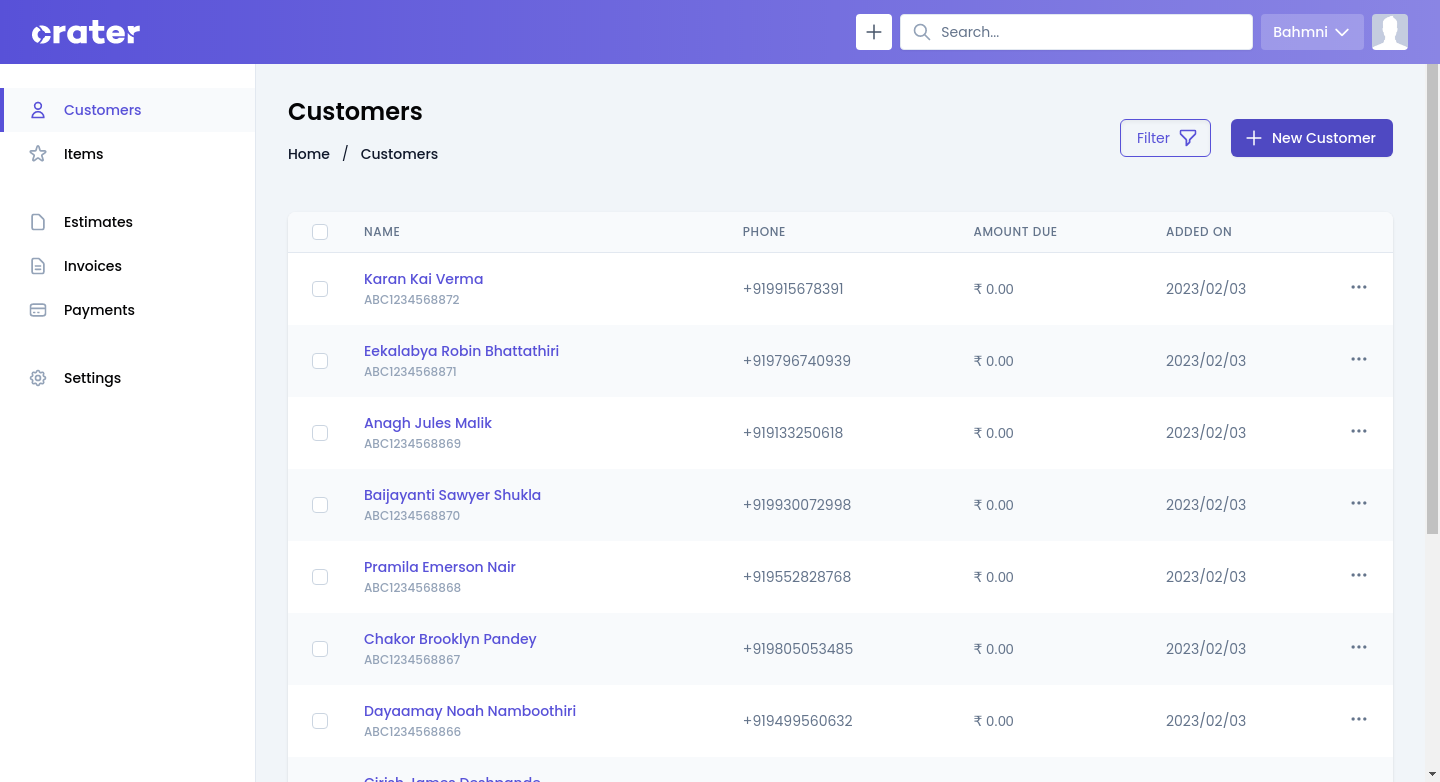 crater
Search...
Bahmni
Customers
Items
Estimates
Invoices
Payments
Settings
Customers
Home / Customers
Filter
New Customer
NAME PHONE AMOUNT DUE ADDED ON
Karan Kai Verma
ABC1234568872
+919915678391 ₹ 0.00 2023/02/03
Eekalabya Robin Bhattathiri
ABC1234568871
+919796740939 ₹ 0.00 2023/02/03
Anagh Jules Malik
ABC1234568869
+919133250618 ₹ 0.00 2023/02/03
Baijayanti Sawyer Shukla
ABC1234568870
+919930072998 ₹ 0.00 2023/02/03
Pramila Emerson Nair
ABC1234568868
+919552828768 ₹ 0.00 2023/02/03
Chakor Brooklyn Pandey
ABC1234568867
+919805053485 ₹ 0.00 2023/02/03
Dayaamay Noah Namboothiri
ABC1234568866
+919499560632 ₹ 0.00 2023/02/03
James Deshpande